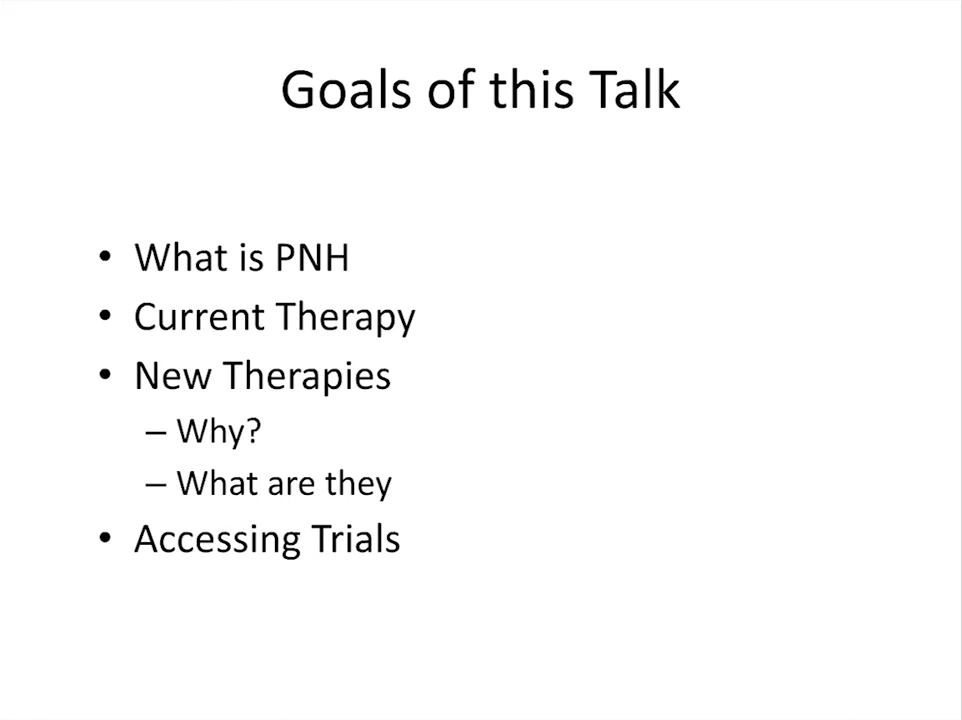 Goals of this Talk
• What is PNH
• Current Therapy
• New Therapies
– Why?
– What are they
• Accessing Trials